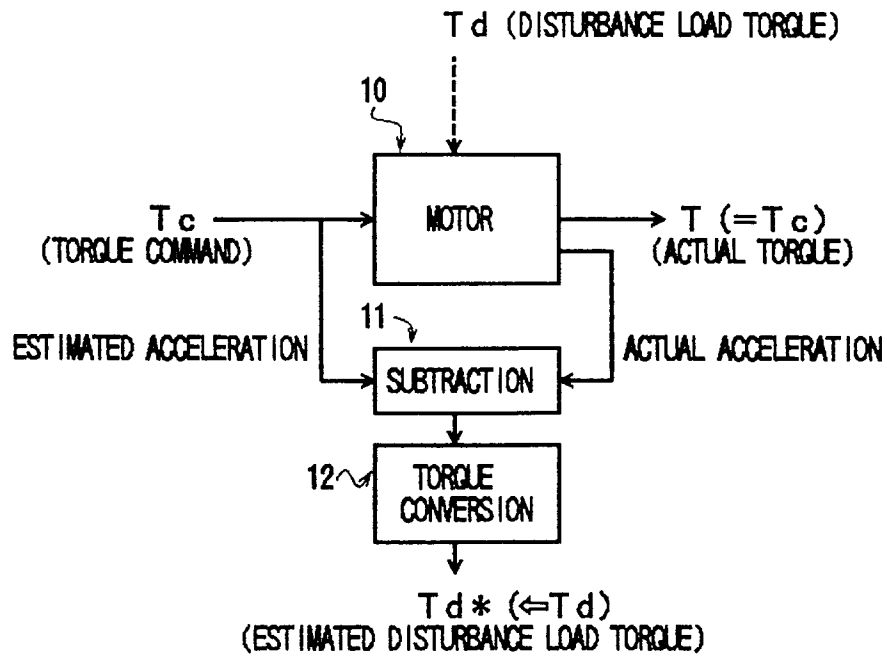 Td (DISTURBANCE LOAD TORQUE)
10
MOTOR
Tc
(TORQUE COMMAND)
T (=Tc)
(ACTUAL TORQUE)
11
ESTIMATED ACCELERATION
ACTUAL ACCELERATION
SUBTRACTION
12
TORQUE
CONVERSION
Td* (⇐Td)
(ESTIMATED DISTURBANCE LOAD TORQUE)